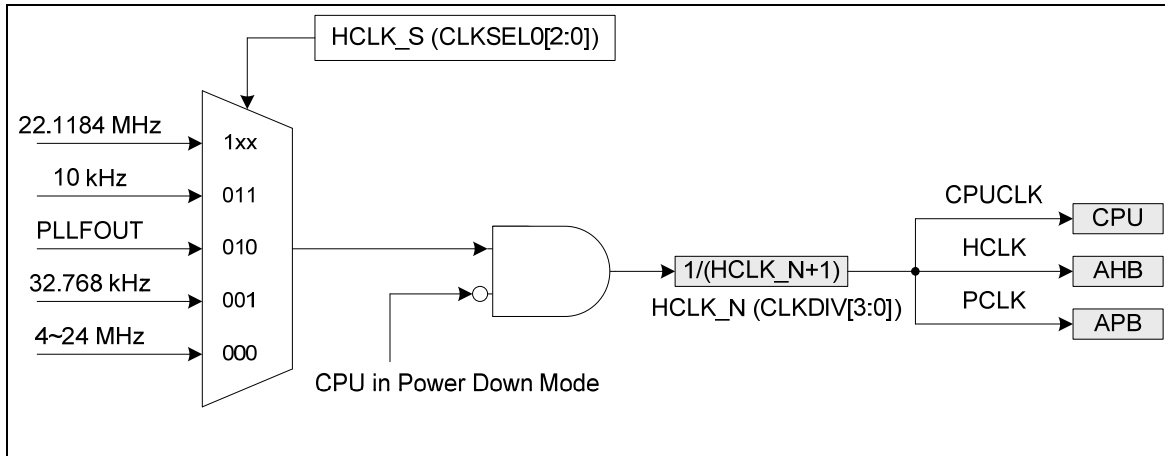 HCLK_S (CLKSEL0[2:0])
22.1184 MHz
1xx
10 kHz
011
PLLFOUT
010
32.768 kHz
001
4~24 MHz
000
CPU in Power Down Mode
1/(HCLK_N+1)
HCLK_N (CLKDIV[3:0])
CPUCLK
CPU
HCLK
AHB
PCLK
APB